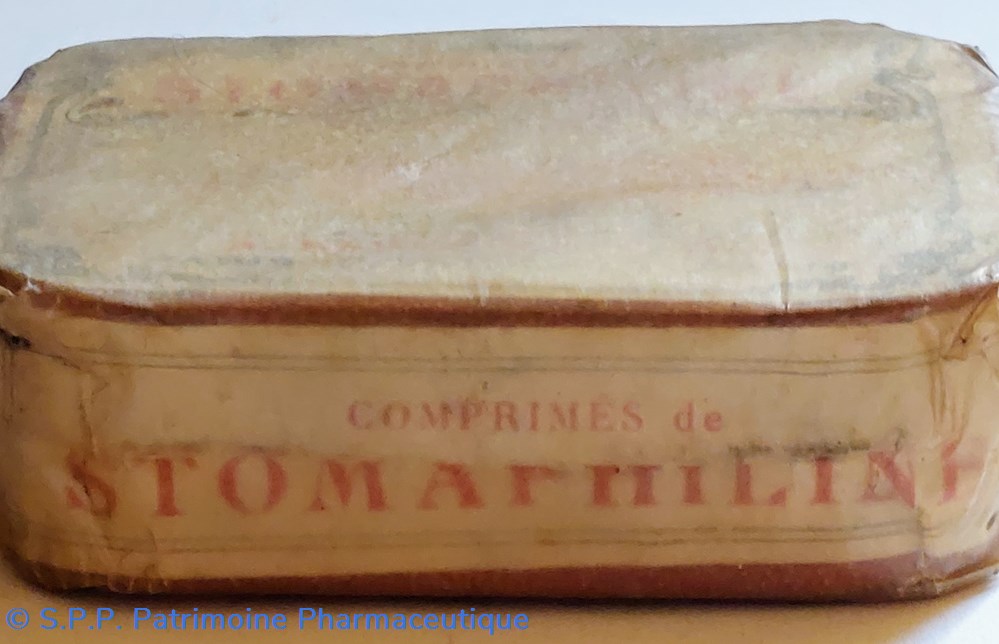 COMPRIMÉS de
STOMAPHILINE
© S.P.P. Patrimoine Pharmaceutique